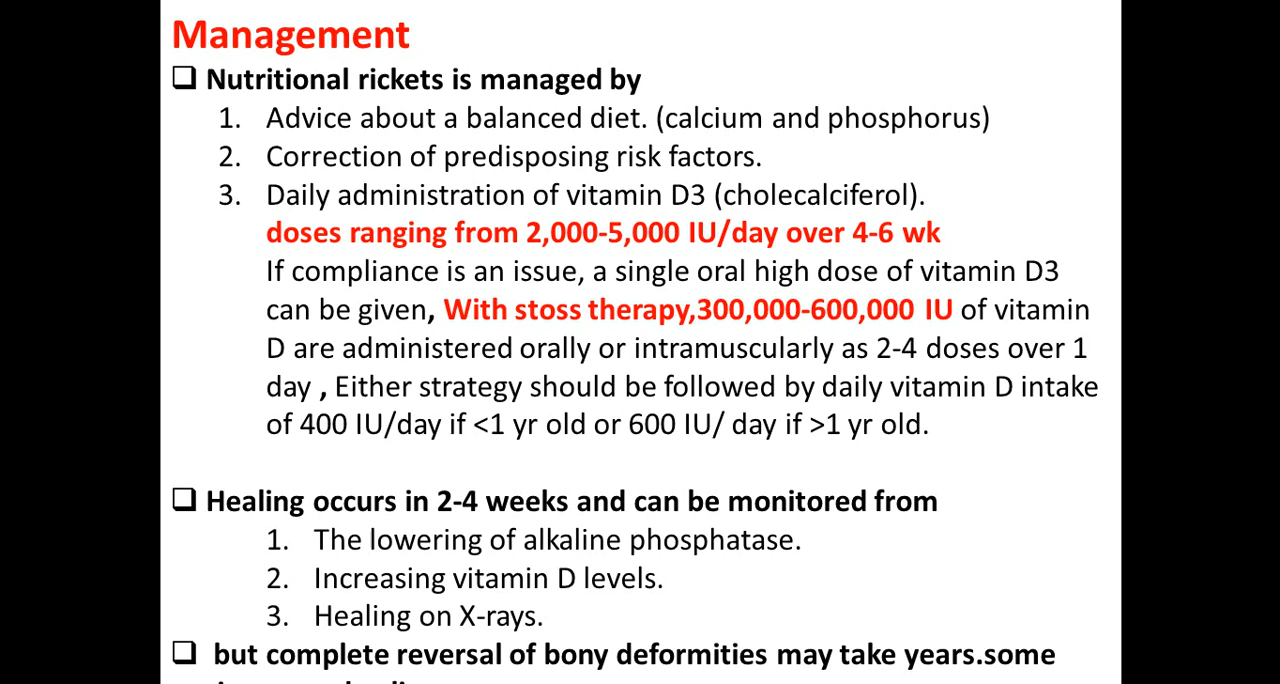 Management
❑ Nutritional rickets is managed by
1. Advice about a balanced diet. (calcium and phosphorus)
2. Correction of predisposing risk factors.
3. Daily administration of vitamin D3 (cholecalciferol).
doses ranging from 2,000-5,000 IU/day over 4-6 wk
If compliance is an issue, a single oral high dose of vitamin D3
can be given, With stoss therapy,300,000-600,000 IU of vitamin
D are administered orally or intramuscularly as 2-4 doses over 1
day , Either strategy should be followed by daily vitamin D intake
of 400 IU/day if <1 yr old or 600 IU/ day if >1 yr old.
❑ Healing occurs in 2-4 weeks and can be monitored from
1. The lowering of alkaline phosphatase.
2. Increasing vitamin D levels.
3. Healing on X-rays.
❑ but complete reversal of bony deformities may take years.some